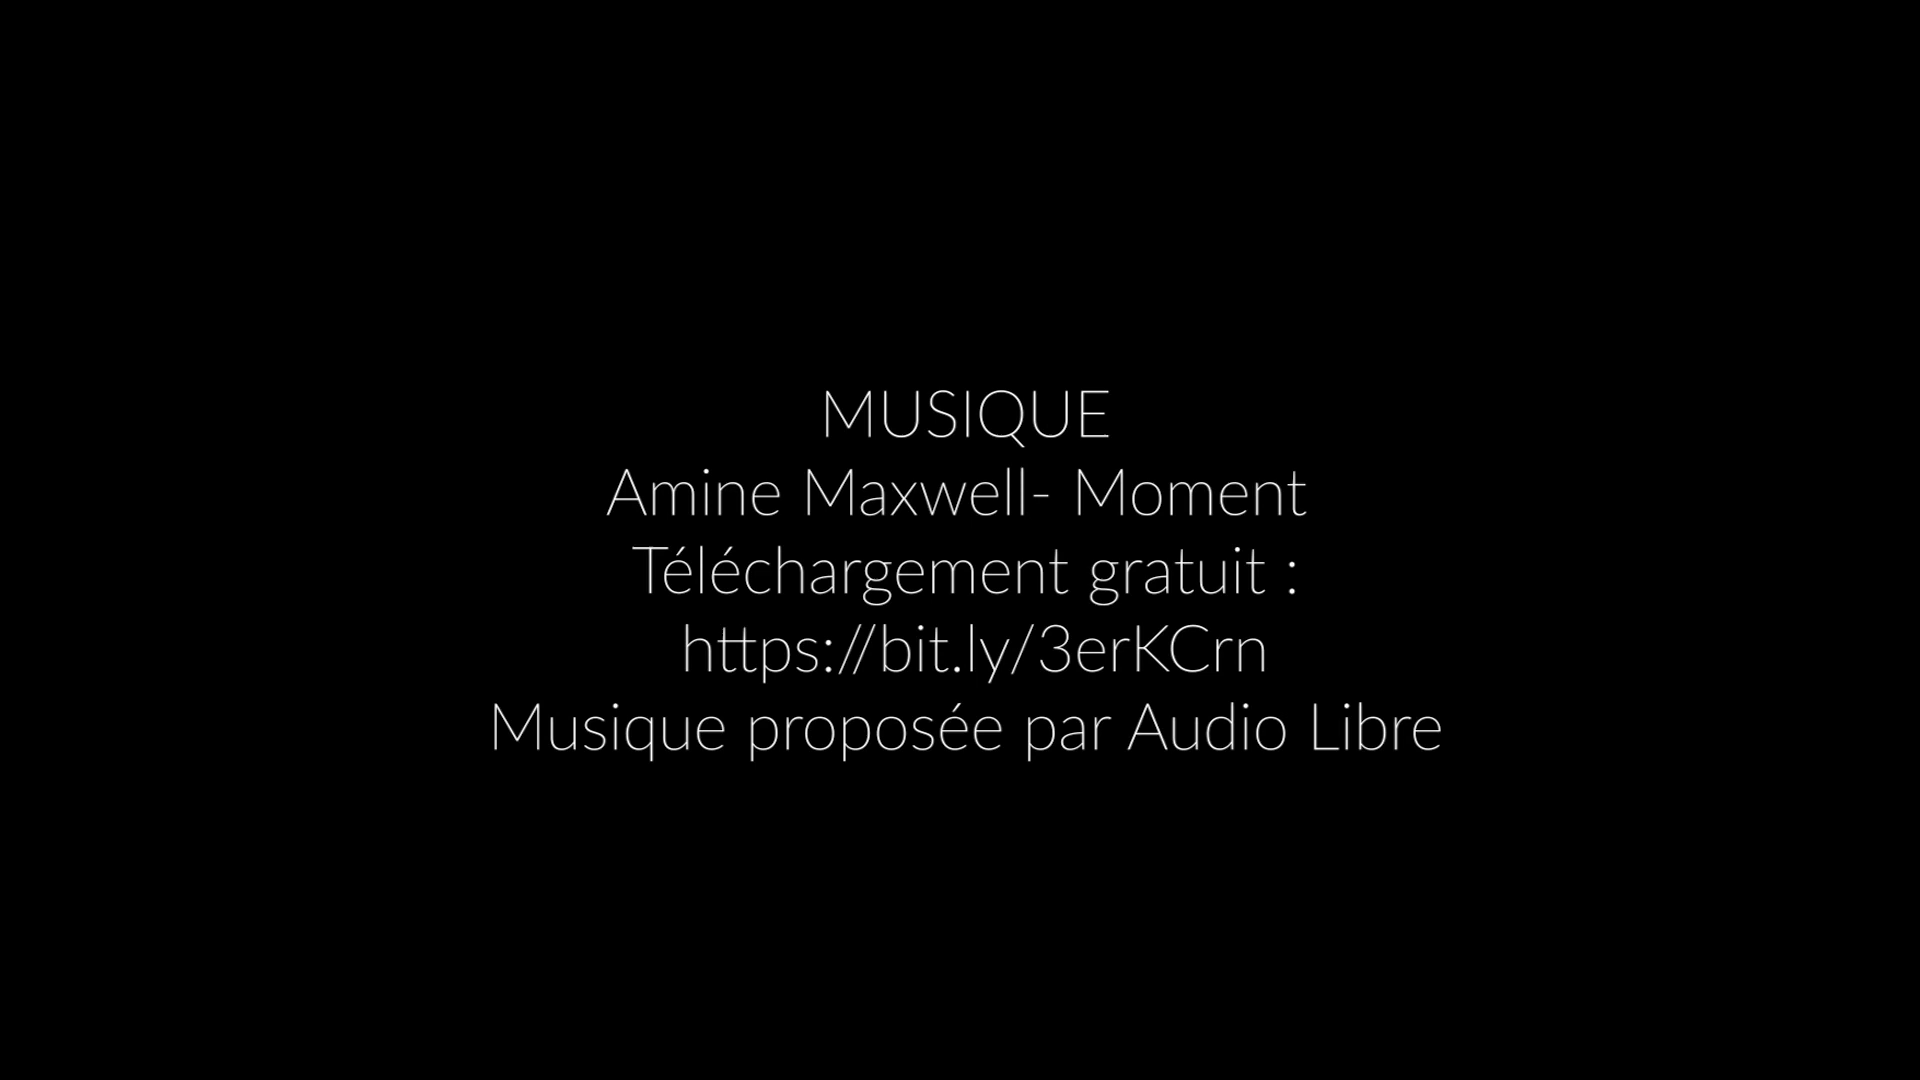 MUSIQUE
Amine Maxwell- Moment
Téléchargement gratuit :
https://bit.ly/3erKCrn
Musique proposée par Audio Libre